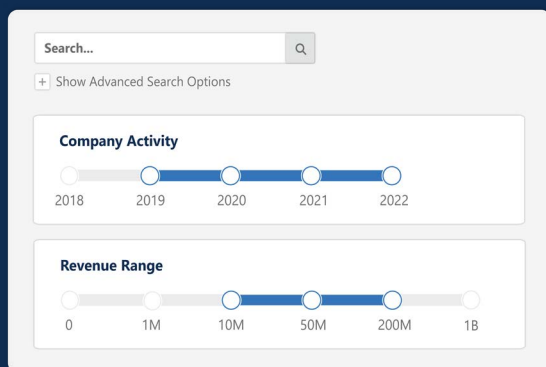 Search...
+ Show Advanced Search Options
Company Activity
2018 2019 2020 2021 2022
Revenue Range
0 1M 10M 50M 200M 1B